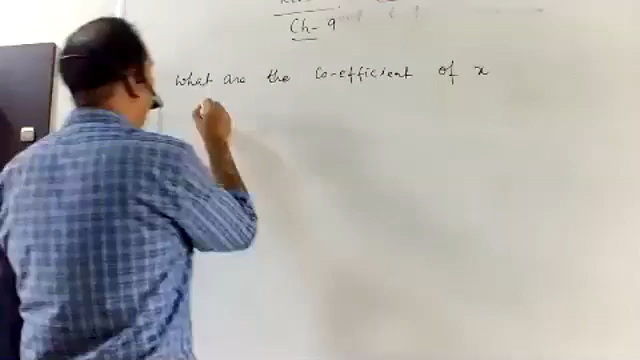 Ch-9
What are the Co-efficient of x